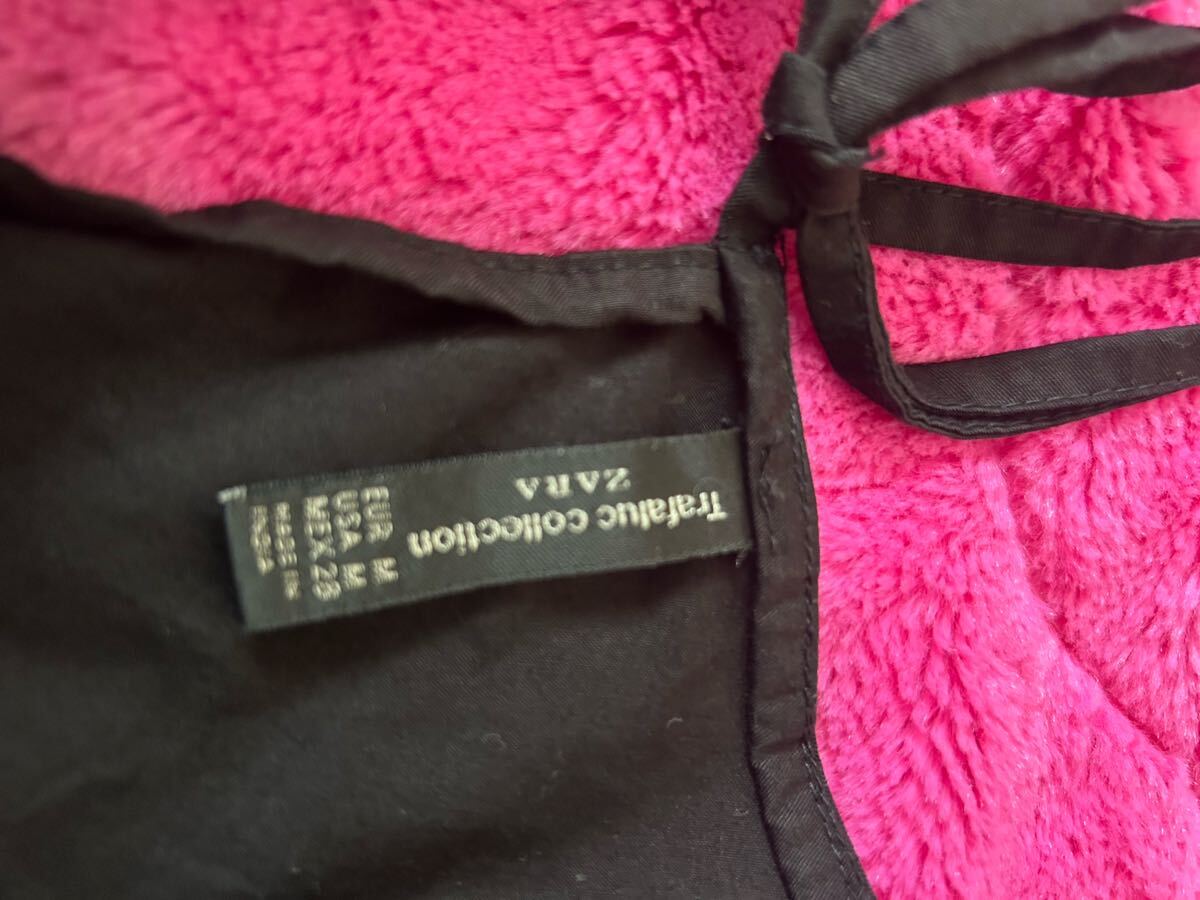 Trafaluc collection
ZARA
EUR M
USA M
MEX 28
MADE IN